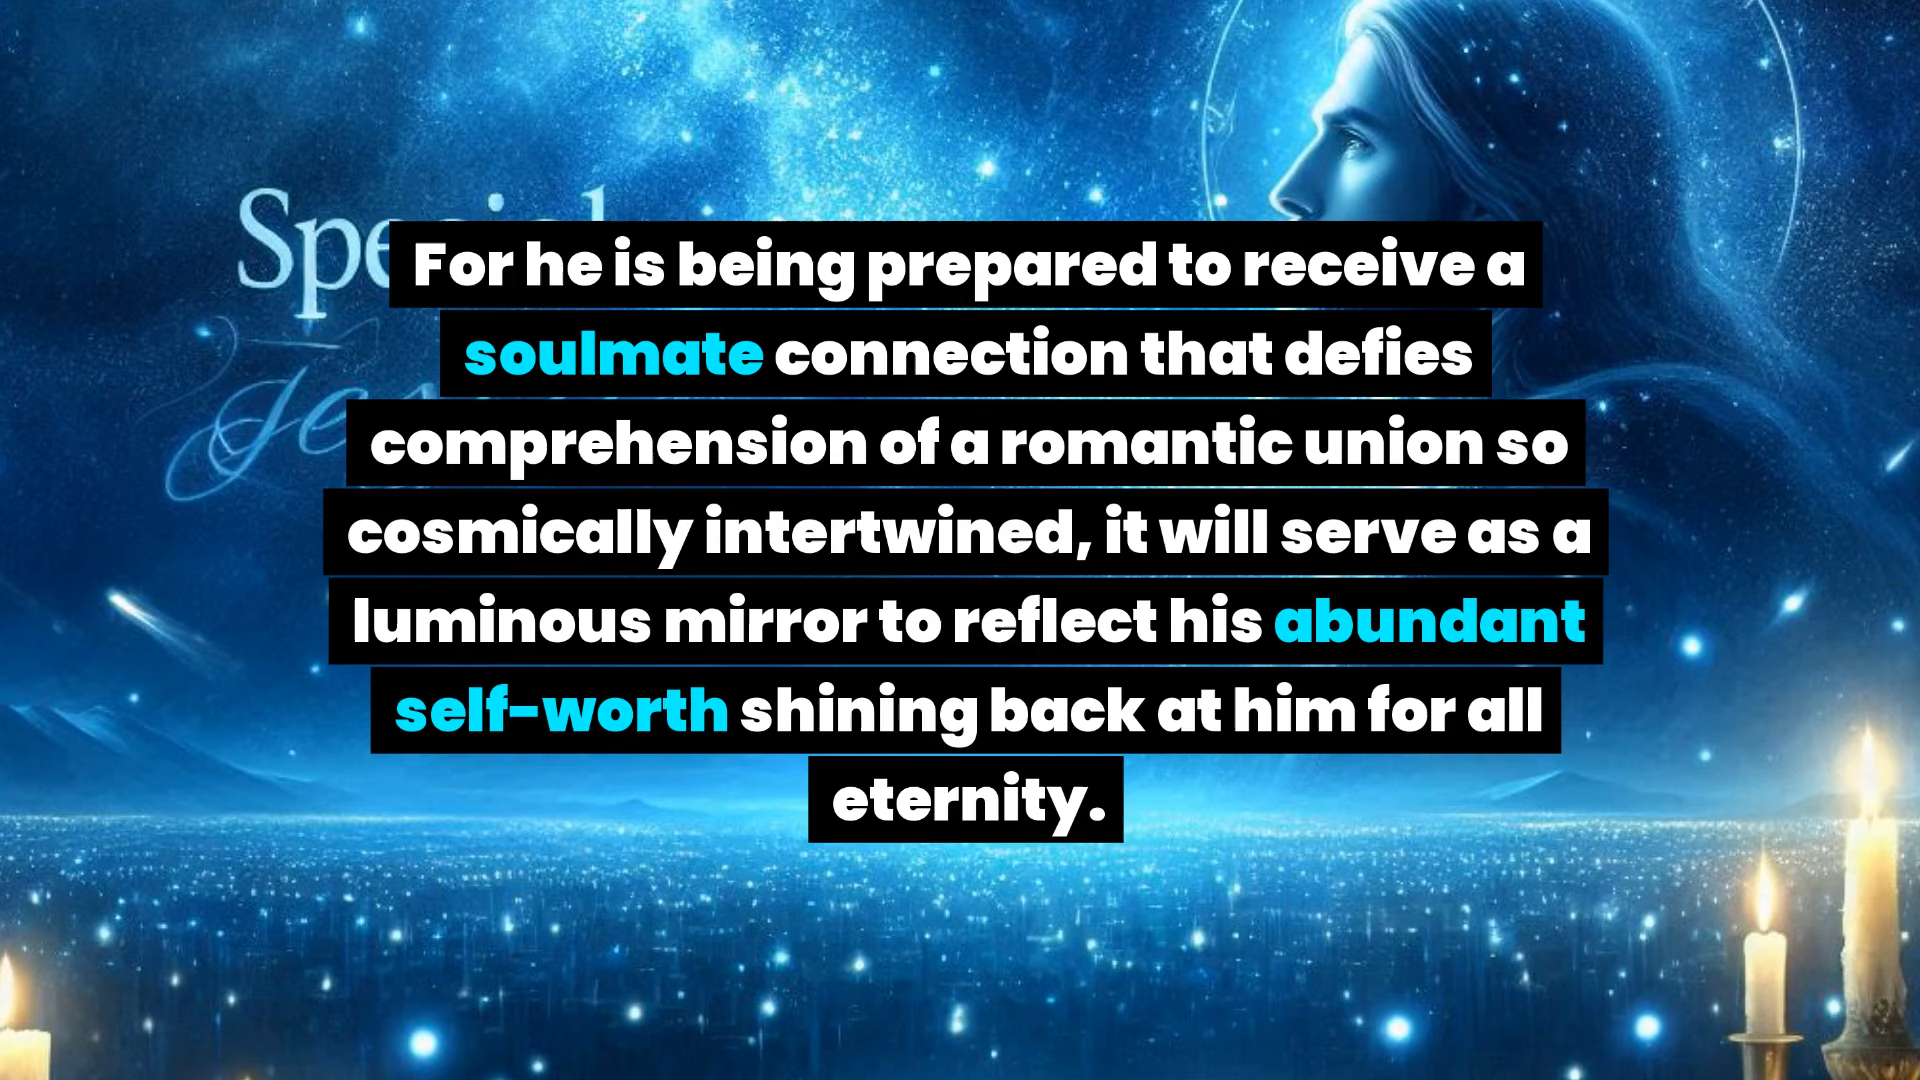 For he is being prepared to receive a
soulmate connection that defies
comprehension of a romantic union so
cosmically intertwined, it will serve as a
luminous mirror to reflect his abundant
self-worth shining back at him for all
eternity.